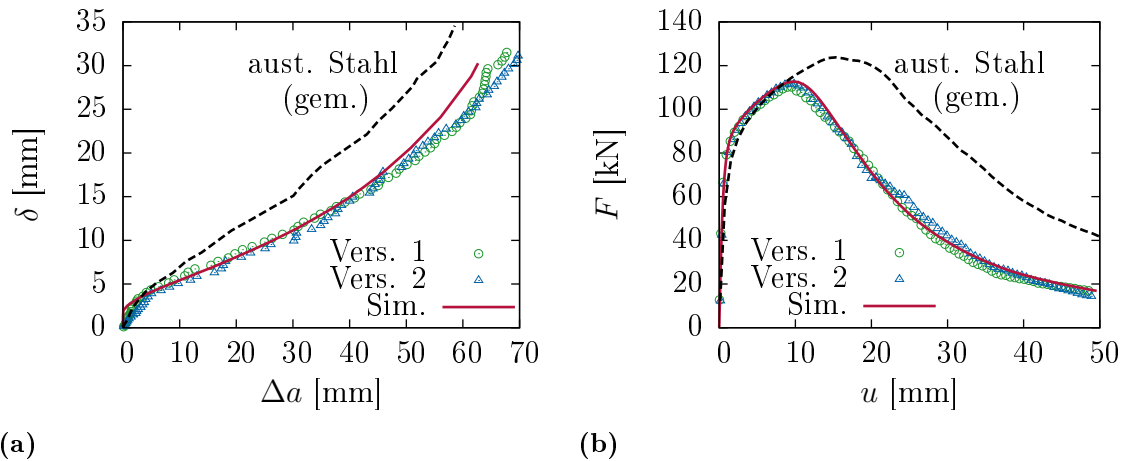 35
30
25
20
15
10
5
0
δ [mm]
aust. Stahl
(gem.)
Vers. 1
Vers. 2
Sim.
0 10 20 30 40 50 60 70
Δa [mm]
(a)
140
120
100
80
60
40
20
0
F [kN]
aust. Stahl
(gem.)
Vers. 1
Vers. 2
Sim.
0 10 20 30 40 50
u [mm]
(b)